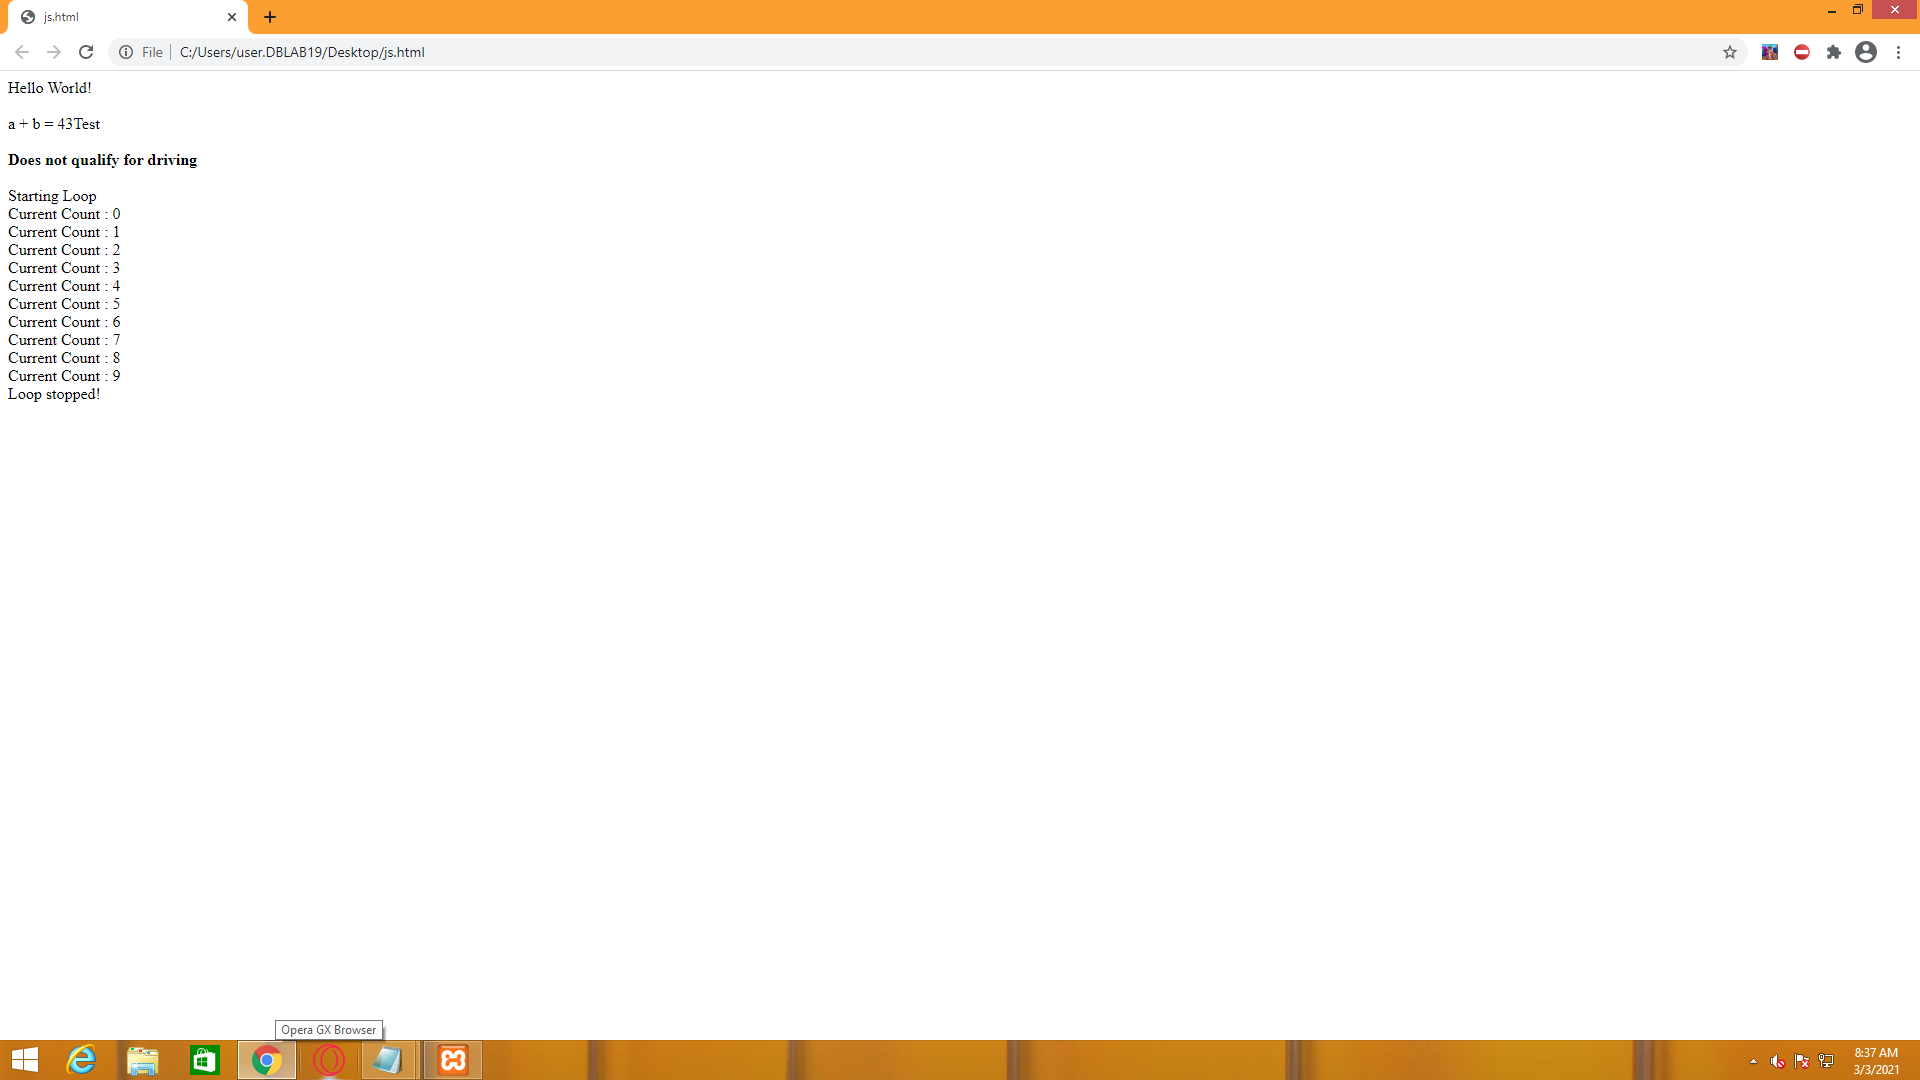 js.html
File
C:/Users/user.DBLAB19/Desktop/js.html
Hello World!
a + b = 43Test
Does not qualify for driving
Starting Loop
Current Count : 0
Current Count : 1
Current Count : 2
Current Count : 3
Current Count : 4
Current Count : 5
Current Count : 6
Current Count : 7
Current Count : 8
Current Count : 9
Loop stopped!
Opera GX Browser
8:37 AM
3/3/2021